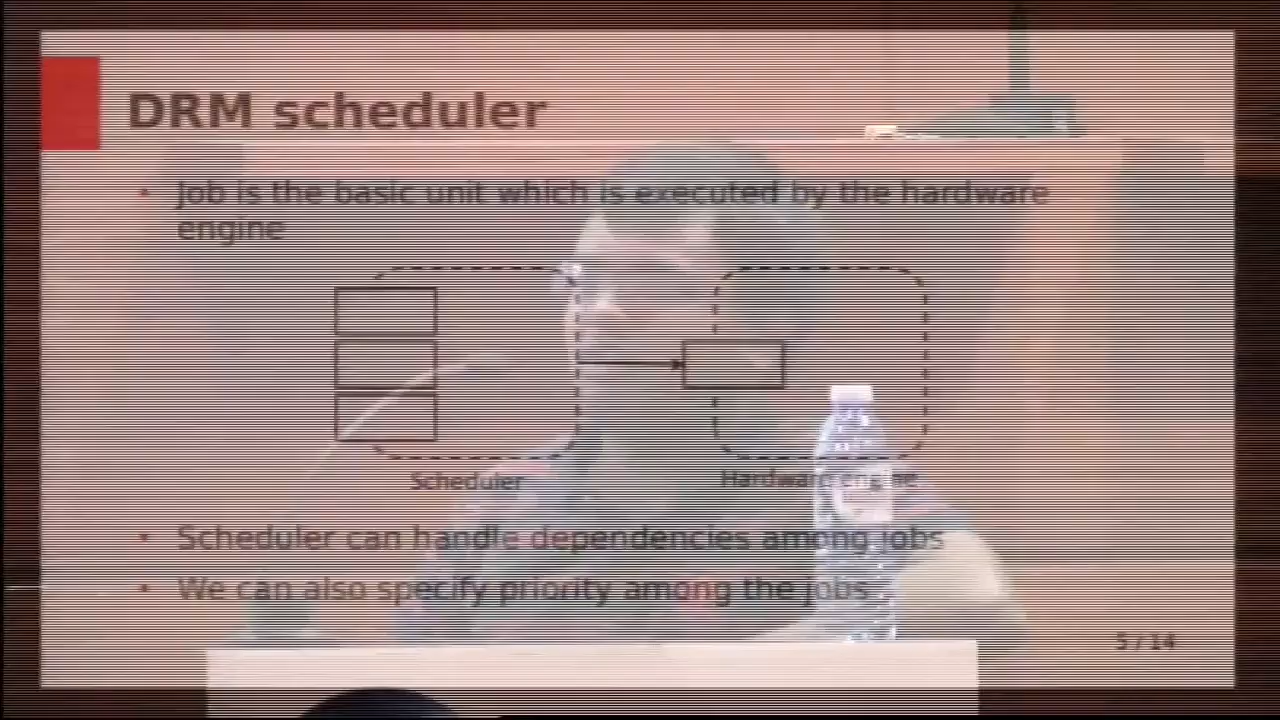 DRM scheduler
Job is the basic unit which is executed by the hardware
engine
Scheduler
Hardware engine
Scheduler can handle dependencies among jobs
We can also specify priority among the jobs
5 / 14